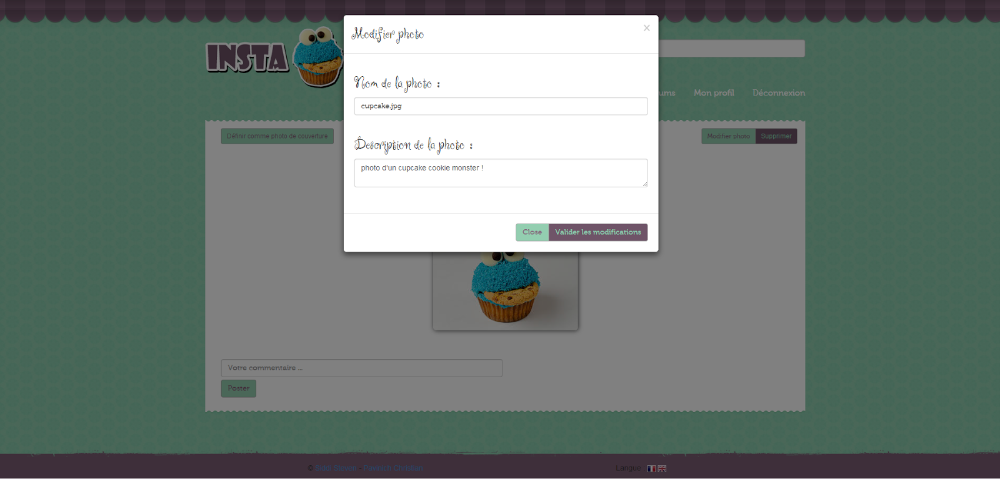 Modifier photo
×
INSTA
Nom de la photo :
cupcake.jpg
ums Mon profil Déconnexion
Définir comme photo de couverture
Modifier photo Supprimer
Description de la photo :
photo d'un cupcake cookie monster !
Close Valider les modifications
Votre commentaire ...
Poster
© Siddi Steven - Pavinich Christian
Langue :